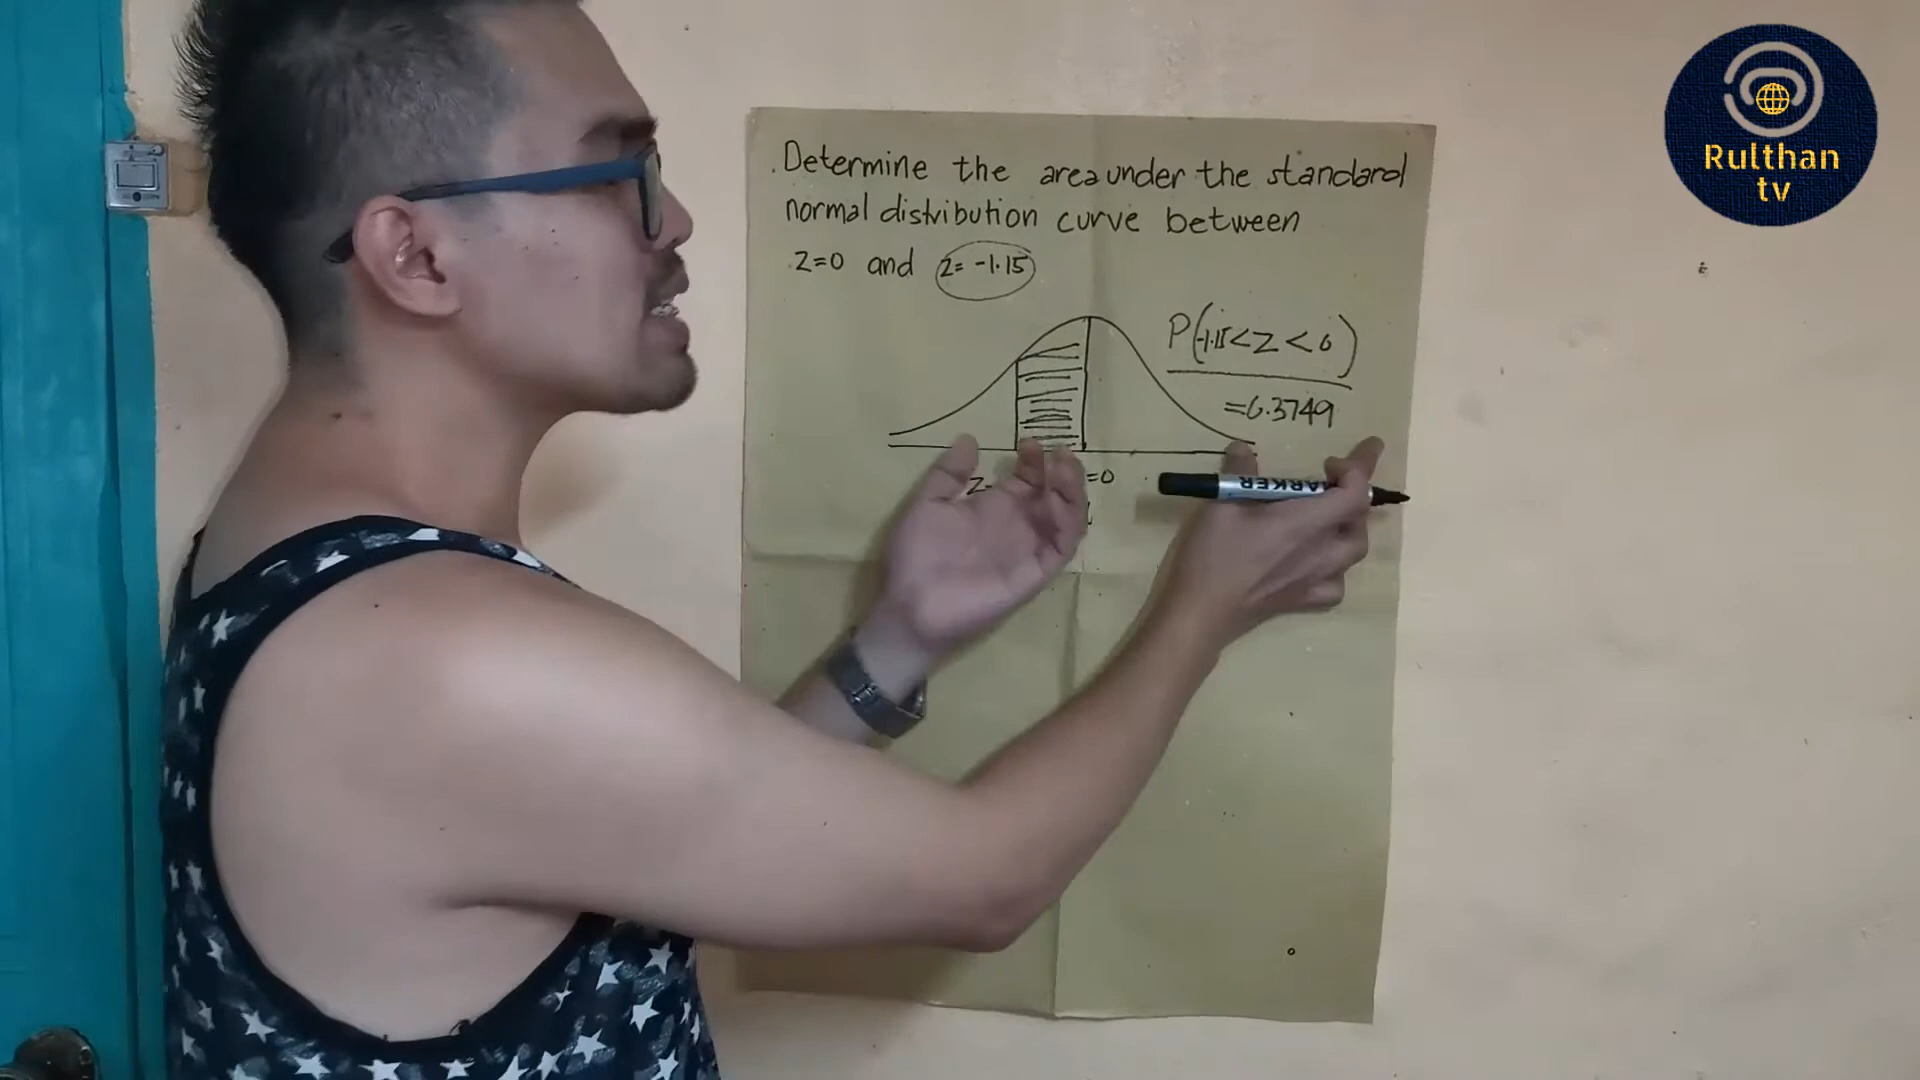 Determine the area under the standard
normal distribution curve between
z=0 and z= -1.15
P(-1.15<Z<0)
=0.3749
Z-
=0
MARKER
Rulthan
tv